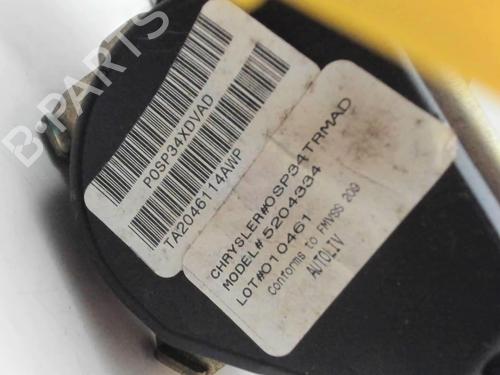 B-PARTS
P0SP34XDVAD
TA2046114AWP
CHRYSLER#0SP34TRMAD
MODEL# 5204334
LOT#010461
Conforms to FMVSS 209
AUTOLIV